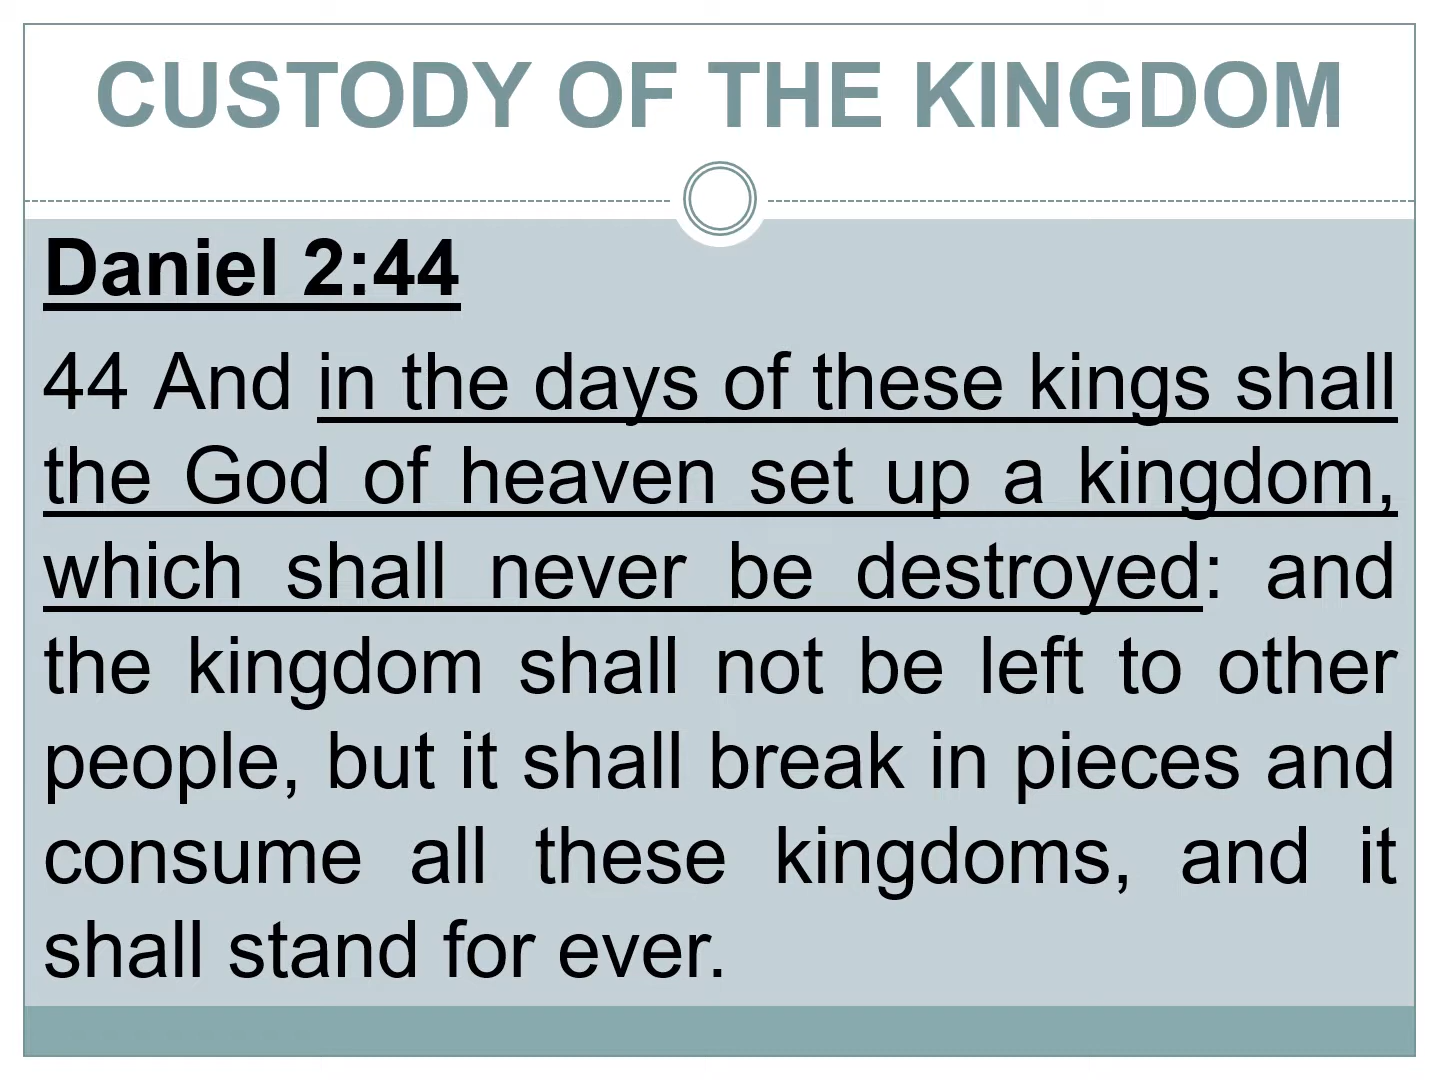 CUSTODY OF THE KINGDOM
Daniel 2:44
44 And in the days of these kings shall
the God of heaven set up a kingdom,
which shall never be destroyed: and
the kingdom shall not be left to other
people, but it shall break in pieces and
consume all these kingdoms, and it
shall stand for ever.